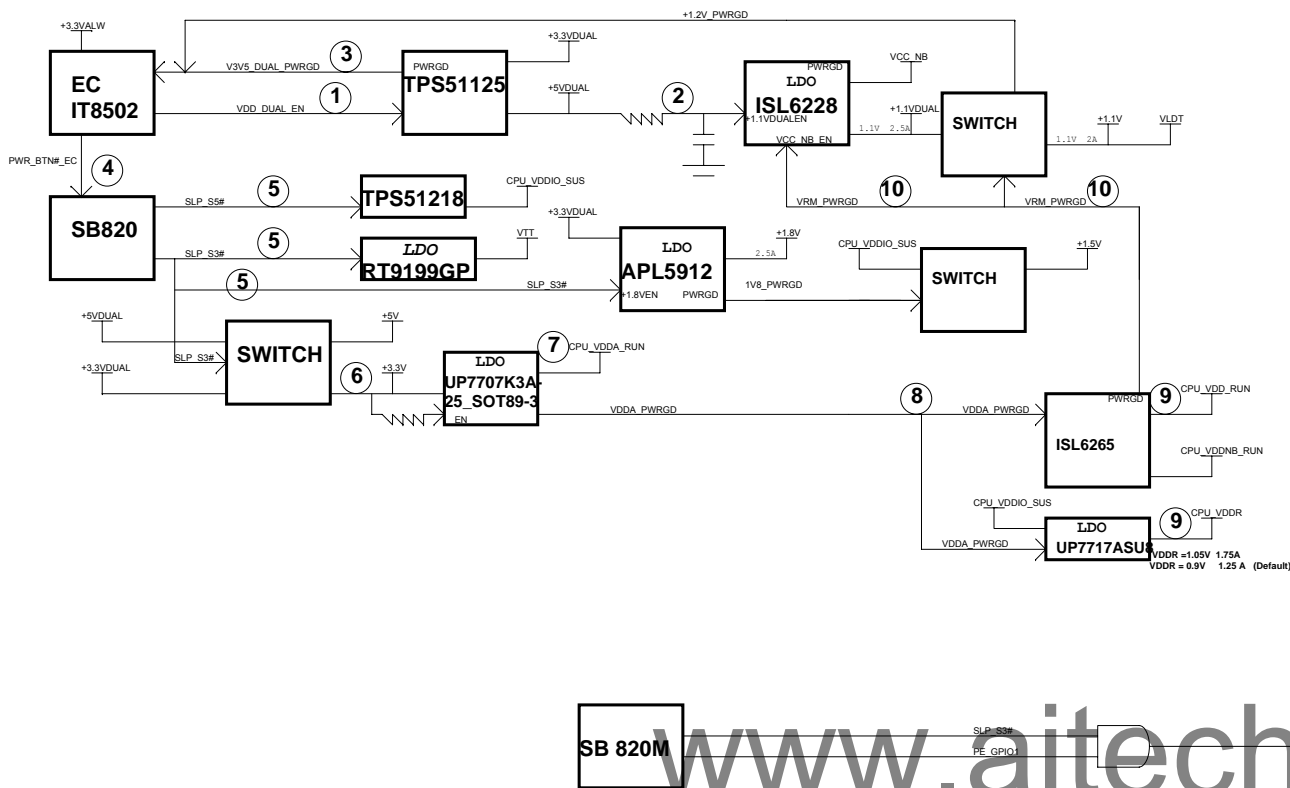 +1.2V_PWRGD
+3.3VALW
EC
IT8502
V3V5_DUAL_PWRGD
3
VDD_DUAL_EN
1
PWRGD
TPS51125
+3.3VDUAL
+5VDUAL
2
PWRGD
LDO
ISL6228
+1.1VDUALEN
VCC_NB_EN
VCC_NB
+1.1VDUAL
1.1V 2.5A
SWITCH
+1.1V
VLDT
1.1V 2A
PWR_BTN#_EC
4
SB820
SLP_S5#
5
TPS51218
CPU_VDDIO_SUS
SLP_S3#
5
LDO
RT9199GP
VTT
5
SLP_S3#
+3.3VDUAL
LDO
APL5912
+1.8VEN
PWRGD
+1.8V
2.5A
1V8_PWRGD
VRM_PWRGD
10
VRM_PWRGD
10
CPU_VDDIO_SUS
SWITCH
+1.5V
+5VDUAL
SLP_S3#
+3.3VDUAL
SWITCH
+5V
6
+3.3V
LDO
UP7707K3A-
25_SOT89-3
EN
7
CPU_VDDA_RUN
VDDA_PWRGD
8
VDDA_PWRGD
PWRGD
ISL6265
9
CPU_VDD_RUN
CPU_VDDNB_RUN
CPU_VDDIO_SUS
VDDA_PWRGD
LDO
UP7717ASU8
9
CPU_VDDR
VDDR =1.05V 1.75A
VDDR = 0.9V 1.25 A (Default)
SB 820M
SLP_S3#
PE_GPIO1
www.aitech